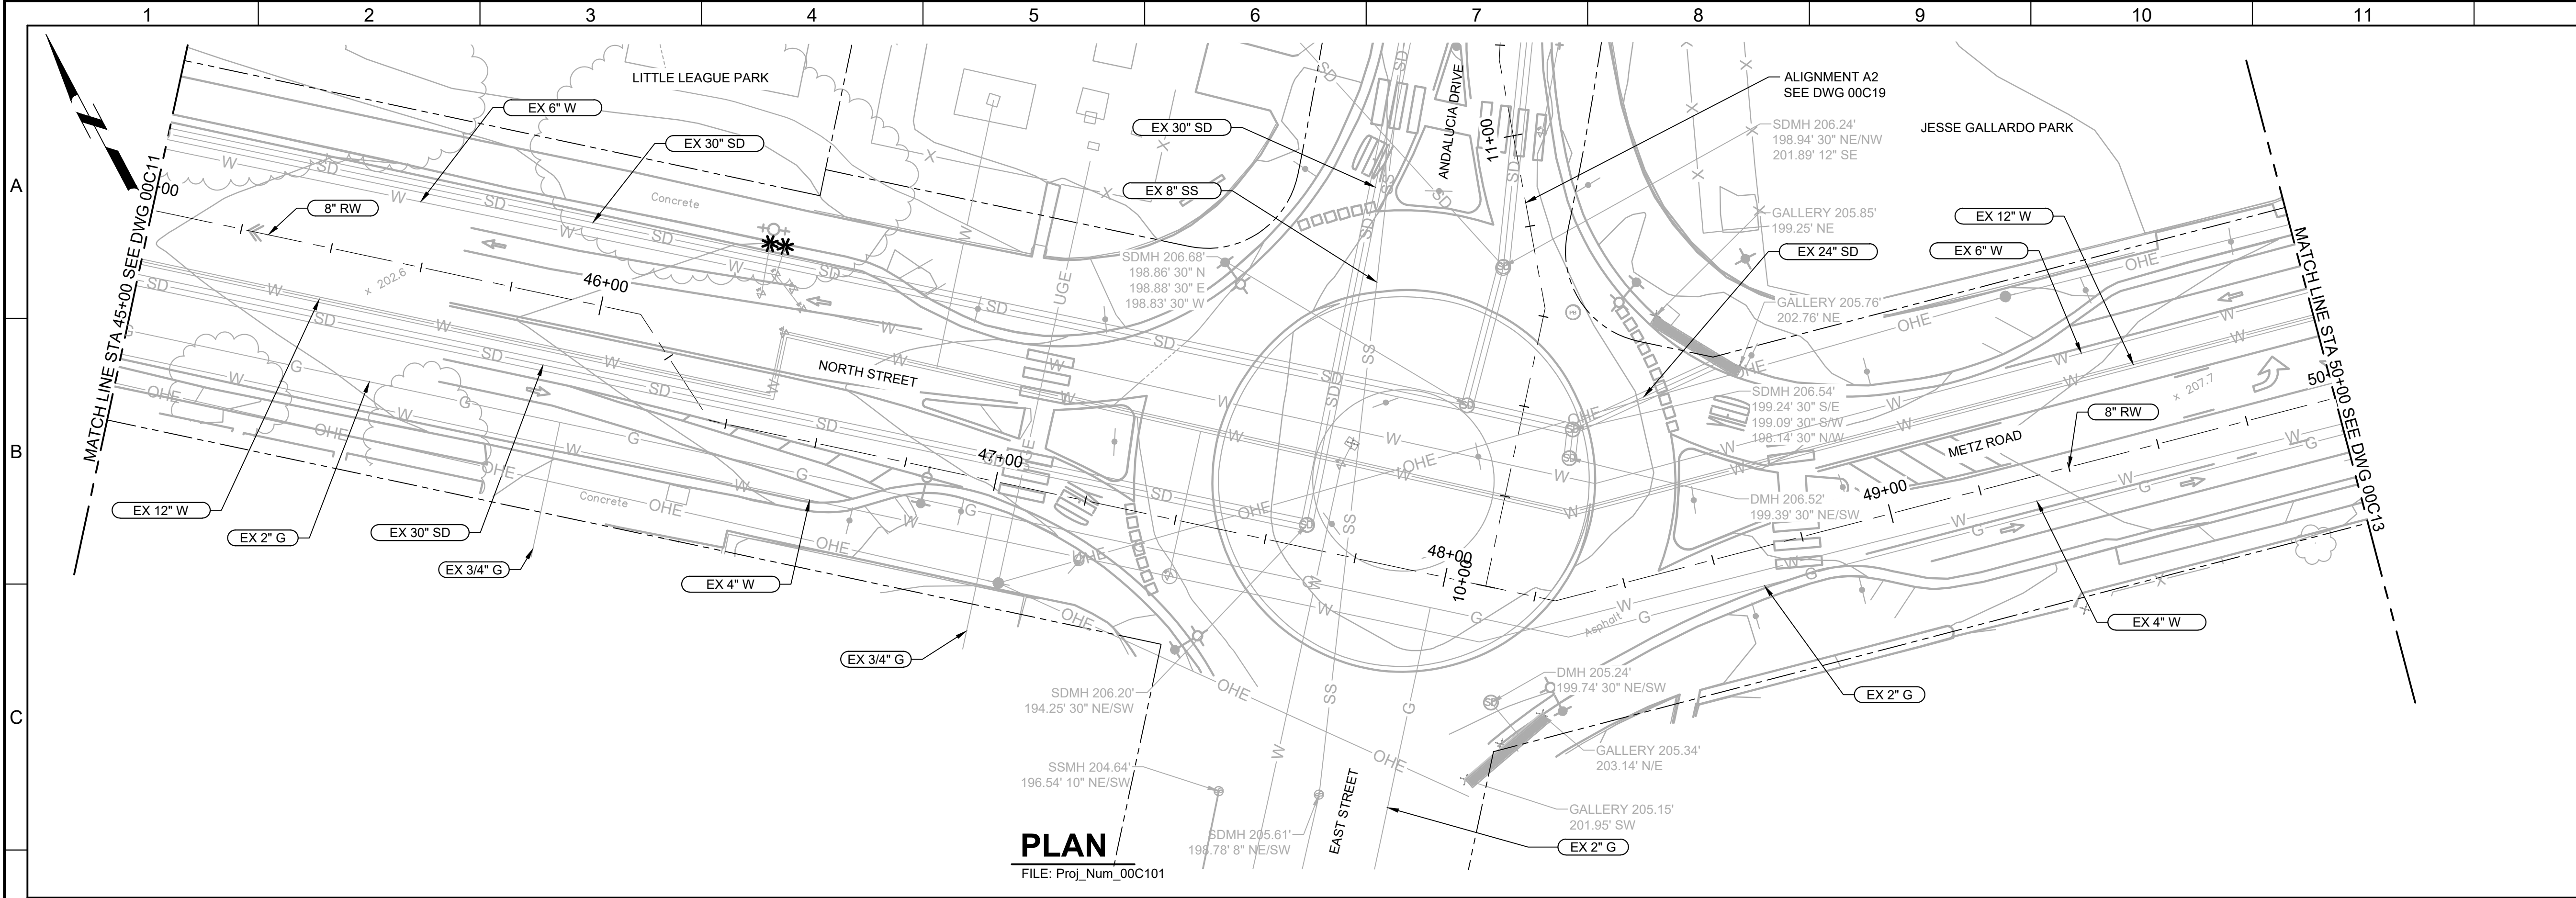 1 2 3 4 5 6 7 8 9 10 11
A
B
C
LITTLE LEAGUE PARK
EX 6" W
EX 30" SD
8" RW
MATCH LINE STA 45+00 SEE DWG 00C11
Concrete
46+00
202.6
NORTH STREET
EX 12" W
EX 2" G
EX 30" SD
EX 3/4" G
Concrete
EX 4" W
EX 3/4" G
47+00
UGE
EX 30" SD
EX 8" SS
SDMH 206.68'
198.86' 30" N
198.88' 30" E
198.83' 30" W
ANDALUCIA DRIVE
11+00
ALIGNMENT A2
SEE DWG 00C19
SDMH 206.24'
198.94' 30" NE/NW
201.89' 12" SE
JESSE GALLARDO PARK
GALLERY 205.85'
199.25' NE
EX 24" SD
EX 12" W
EX 6" W
GALLERY 205.76'
202.76' NE
SDMH 206.54'
199.24' 30" S/E
199.09' 30" S/W
198.14' 30" N/W
DMH 206.52'
199.39' 30" NE/SW
207.7
8" RW
METZ ROAD
49+00
MATCH LINE STA 50+00 SEE DWG 00C13
48+00
10+00
Asphalt
EX 4" W
EX 2" G
SDMH 206.20'
194.25' 30" NE/SW
SSMH 204.64'
196.54' 10" NE/SW
SDMH 205.61'
198.78' 8" NE/SW
EAST STREET
DMH 205.24'
199.74' 30" NE/SW
GALLERY 205.34'
203.14' N/E
GALLERY 205.15'
201.95' SW
EX 2" G
PLAN
FILE: Proj_Num_00C101